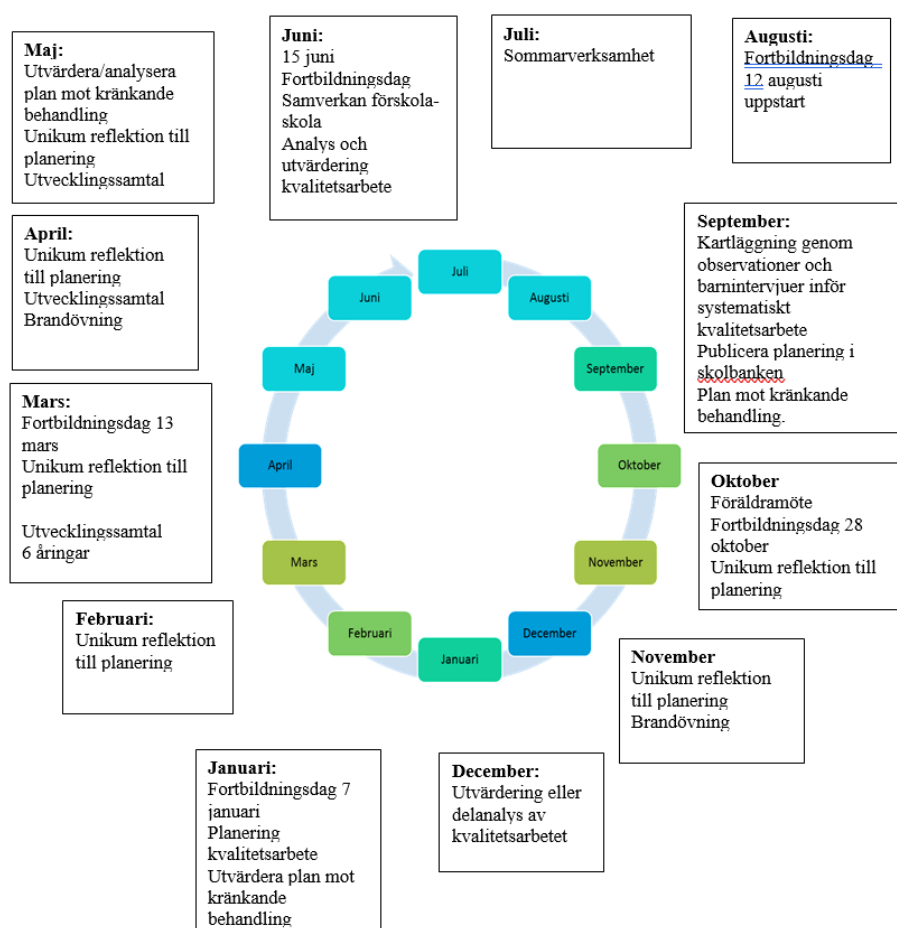 Maj:
Utvärdera/analysera
plan mot kränkande
behandling
Unikum reflektion till
planering
Utvecklingssamtal
Juni:
15 juni
Fortbildningsdag
Samverkan förskola-
skola
Analys och
utvärdering
kvalitetsarbete
Juli:
Sommarverksamhet
Augusti:
Fortbildningsdag
12 augusti
uppstart
April:
Unikum reflektion
till planering
Utvecklingssamtal
Brandövning
September:
Kartläggning genom
observationer och
barnintervjuer inför
systematiskt
kvalitetsarbete
Publicera planering i
skolbanken
Plan mot kränkande
behandling.
Mars:
Fortbildningsdag 13
mars
Unikum reflektion till
planering
Utvecklingssamtal
6 åringar
Oktober
Föräldramöte
Fortbildningsdag 28
oktober
Unikum reflektion till
planering
Februari:
Unikum reflektion
till planering
November
Unikum reflektion
till planering
Brandövning
Januari:
Fortbildningsdag 7
januari
Planering
kvalitetsarbete
Utvärdera plan mot
kränkande
behandling
December:
Utvärdering eller
delanalys av
kvalitetsarbetet
Juli
Augusti
September
Oktober
November
December
Januari
Februari
Mars
April
Maj
Juni